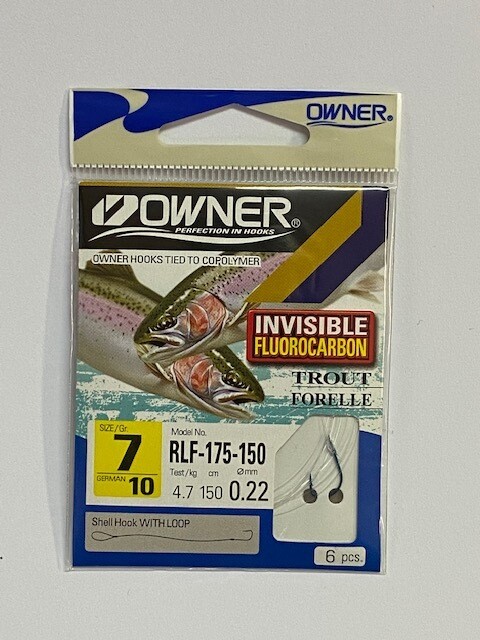 OWNER®
OWNER®
PERFECTION IN HOOKS
OWNER HOOKS TIED TO COPOLYMER
INVISIBLE
FLUOROCARBON
TROUT
FORELLE
SIZE/Gr.
7
GERMAN
10
Model No.
RLF-175-150
Test/kg cm Ømm
4.7 150 0.22
Shell Hook WITH LOOP
6 pcs.